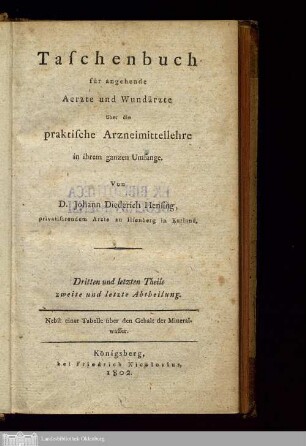 Taſchenbuch
für angehende
Aerzte und Wundärzte
über die
praktiſche Arzneimittellehre
in ihrem ganzen Umfange.
Von
D. Johann Diederich Hensing,
privatiſirendem Arzte zu in
Dritten und letzten Theils
zweite und letzte Abtheilung.
Nebſt einer Tabelle über den Gehalt der Mineral-
waſſer.
Königsberg,
bei Friedrich Nicolovius,
1802.
Landesbibliothek Oldenburg